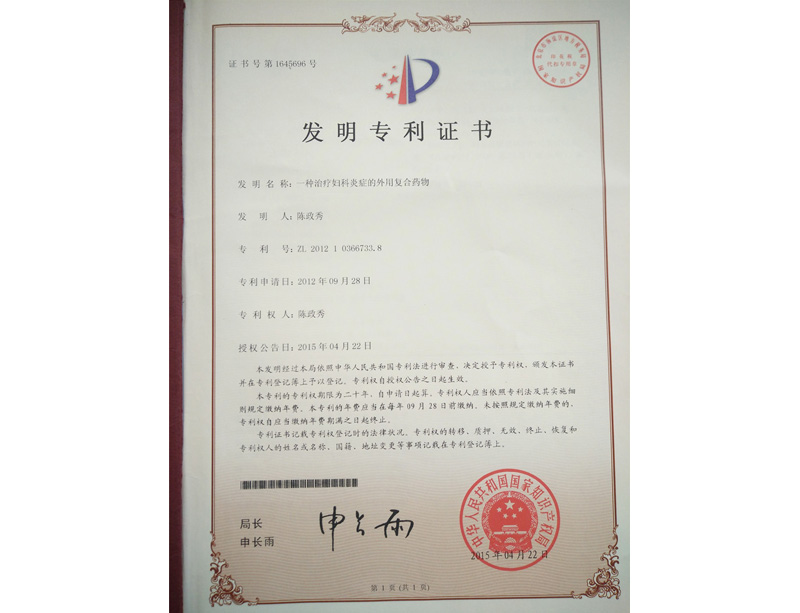 证书号第1645696号
发明专利证书
发 明 名 称：一种治疗妇科炎症的外用复合药物
发 明 人：陈政秀
专 利 号：ZL 2012 1 0366733.8
专利申请日：2012年09月28日
专 利 权 人：陈政秀
授权公告日：2015年04月22日
本发明经过本局依照中华人民共和国专利法进行审查，决定授予专利权，颁发本证书
并在专利登记簿上予以登记。专利权自授权公告之日起生效。
本专利的专利权期限为二十年，自申请日起算。专利权人应当依照专利法及其实施细
则规定缴纳年费。本专利的年费应当在每年09月28日前缴纳。未按照规定缴纳年费的，
专利权自应当缴纳年费期满之日起终止。
专利证书记载专利权登记时的法律状况。专利权的转移、质押、无效、终止、恢复和
专利权人的姓名或名称、国籍、地址变更等事项记载在专利登记簿上。
局长
申长雨
申长雨
中华人民共和国国家知识产权局
2015年04月22日
第1页（共1页）